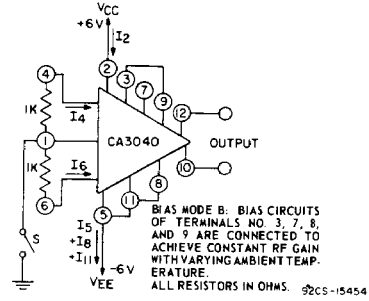 VCC
+6V
I2
2
3
4
7
9
I4
1K
12
1
CA3040
OUTPUT
1K
I6
10
8
6
11
5
I5
+I8
+I11
-6V
VEE
BIAS MODE B: BIAS CIRCUITS
OF TERMINALS NO. 3, 7, 8,
AND 9 ARE CONNECTED TO
ACHIEVE CONSTANT RF GAIN
WITH VARYING AMBIENT TEMP-
ERATURE.
ALL RESISTORS IN OHMS.
S
92CS-15454